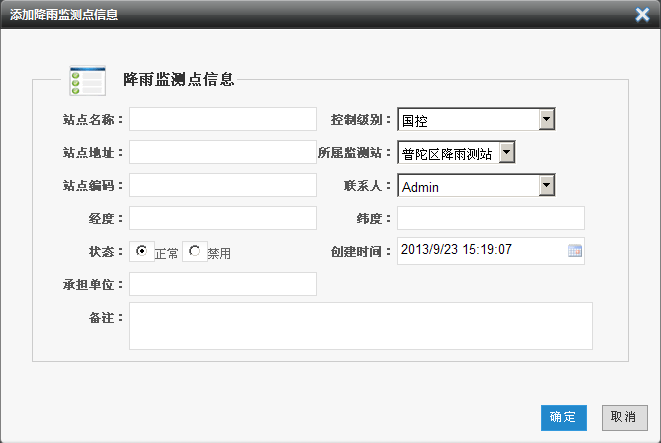 添加降雨监测点信息
降雨监测点信息
站点名称： 控制级别： 国控
站点地址： 所属监测站： 普陀区降雨测站
站点编码： 联系人： Admin
经度： 纬度：
状态： 正常 禁用 创建时间： 2013/9/23 15:19:07
承担单位：
备注：
确定 取消